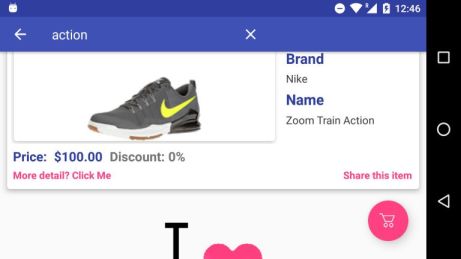 12:46
action
Brand
Nike
Name
Zoom Train Action
Price: $100.00 Discount: 0%
More detail? Click Me
Share this item
I